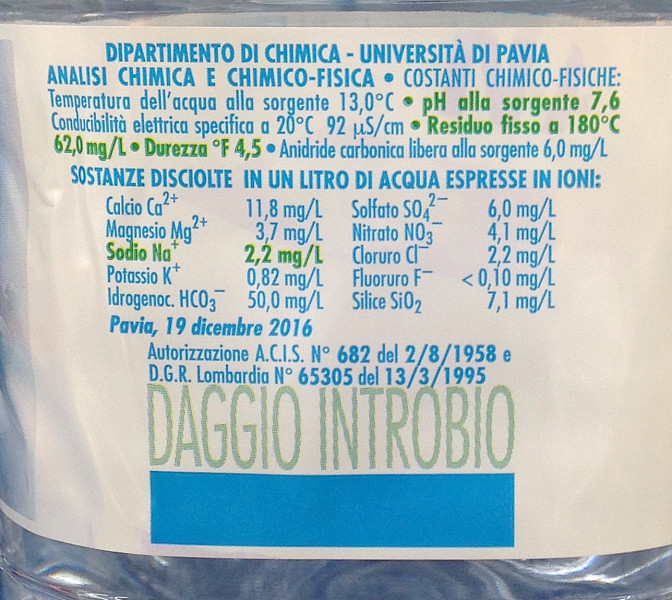 DIPARTIMENTO DI CHIMICA - UNIVERSITÀ DI PAVIA
ANALISI CHIMICA E CHIMICO-FISICA • COSTANTI CHIMICO-FISICHE:
Temperatura dell'acqua alla sorgente 13,0°C • pH alla sorgente 7,6
Conducibilità elettrica specifica a 20°C 92 µS/cm • Residuo fisso a 180°C
62,0 mg/L • Durezza °F 4,5 • Anidride carbonica libera alla sorgente 6,0 mg/L
SOSTANZE DISCIOLTE IN UN LITRO DI ACQUA ESPRESSE IN IONI:
Calcio Ca²⁺ 11,8 mg/L Solfato SO₄²⁻ 6,0 mg/L
Magnesio Mg²⁺ 3,7 mg/L Nitrato NO₃⁻ 4,1 mg/L
Sodio Na⁺ 2,2 mg/L Cloruro Cl⁻ 2,2 mg/L
Potassio K⁺ 0,82 mg/L Fluoruro F⁻ < 0,10 mg/L
Idrogenoc. HCO₃⁻ 50,0 mg/L Silice SiO₂ 7,1 mg/L
Pavia, 19 dicembre 2016
Autorizzazione A.C.I.S. N° 682 del 2/8/1958 e
D.G.R. Lombardia N° 65305 del 13/3/1995
DAGGIO INTROBIO